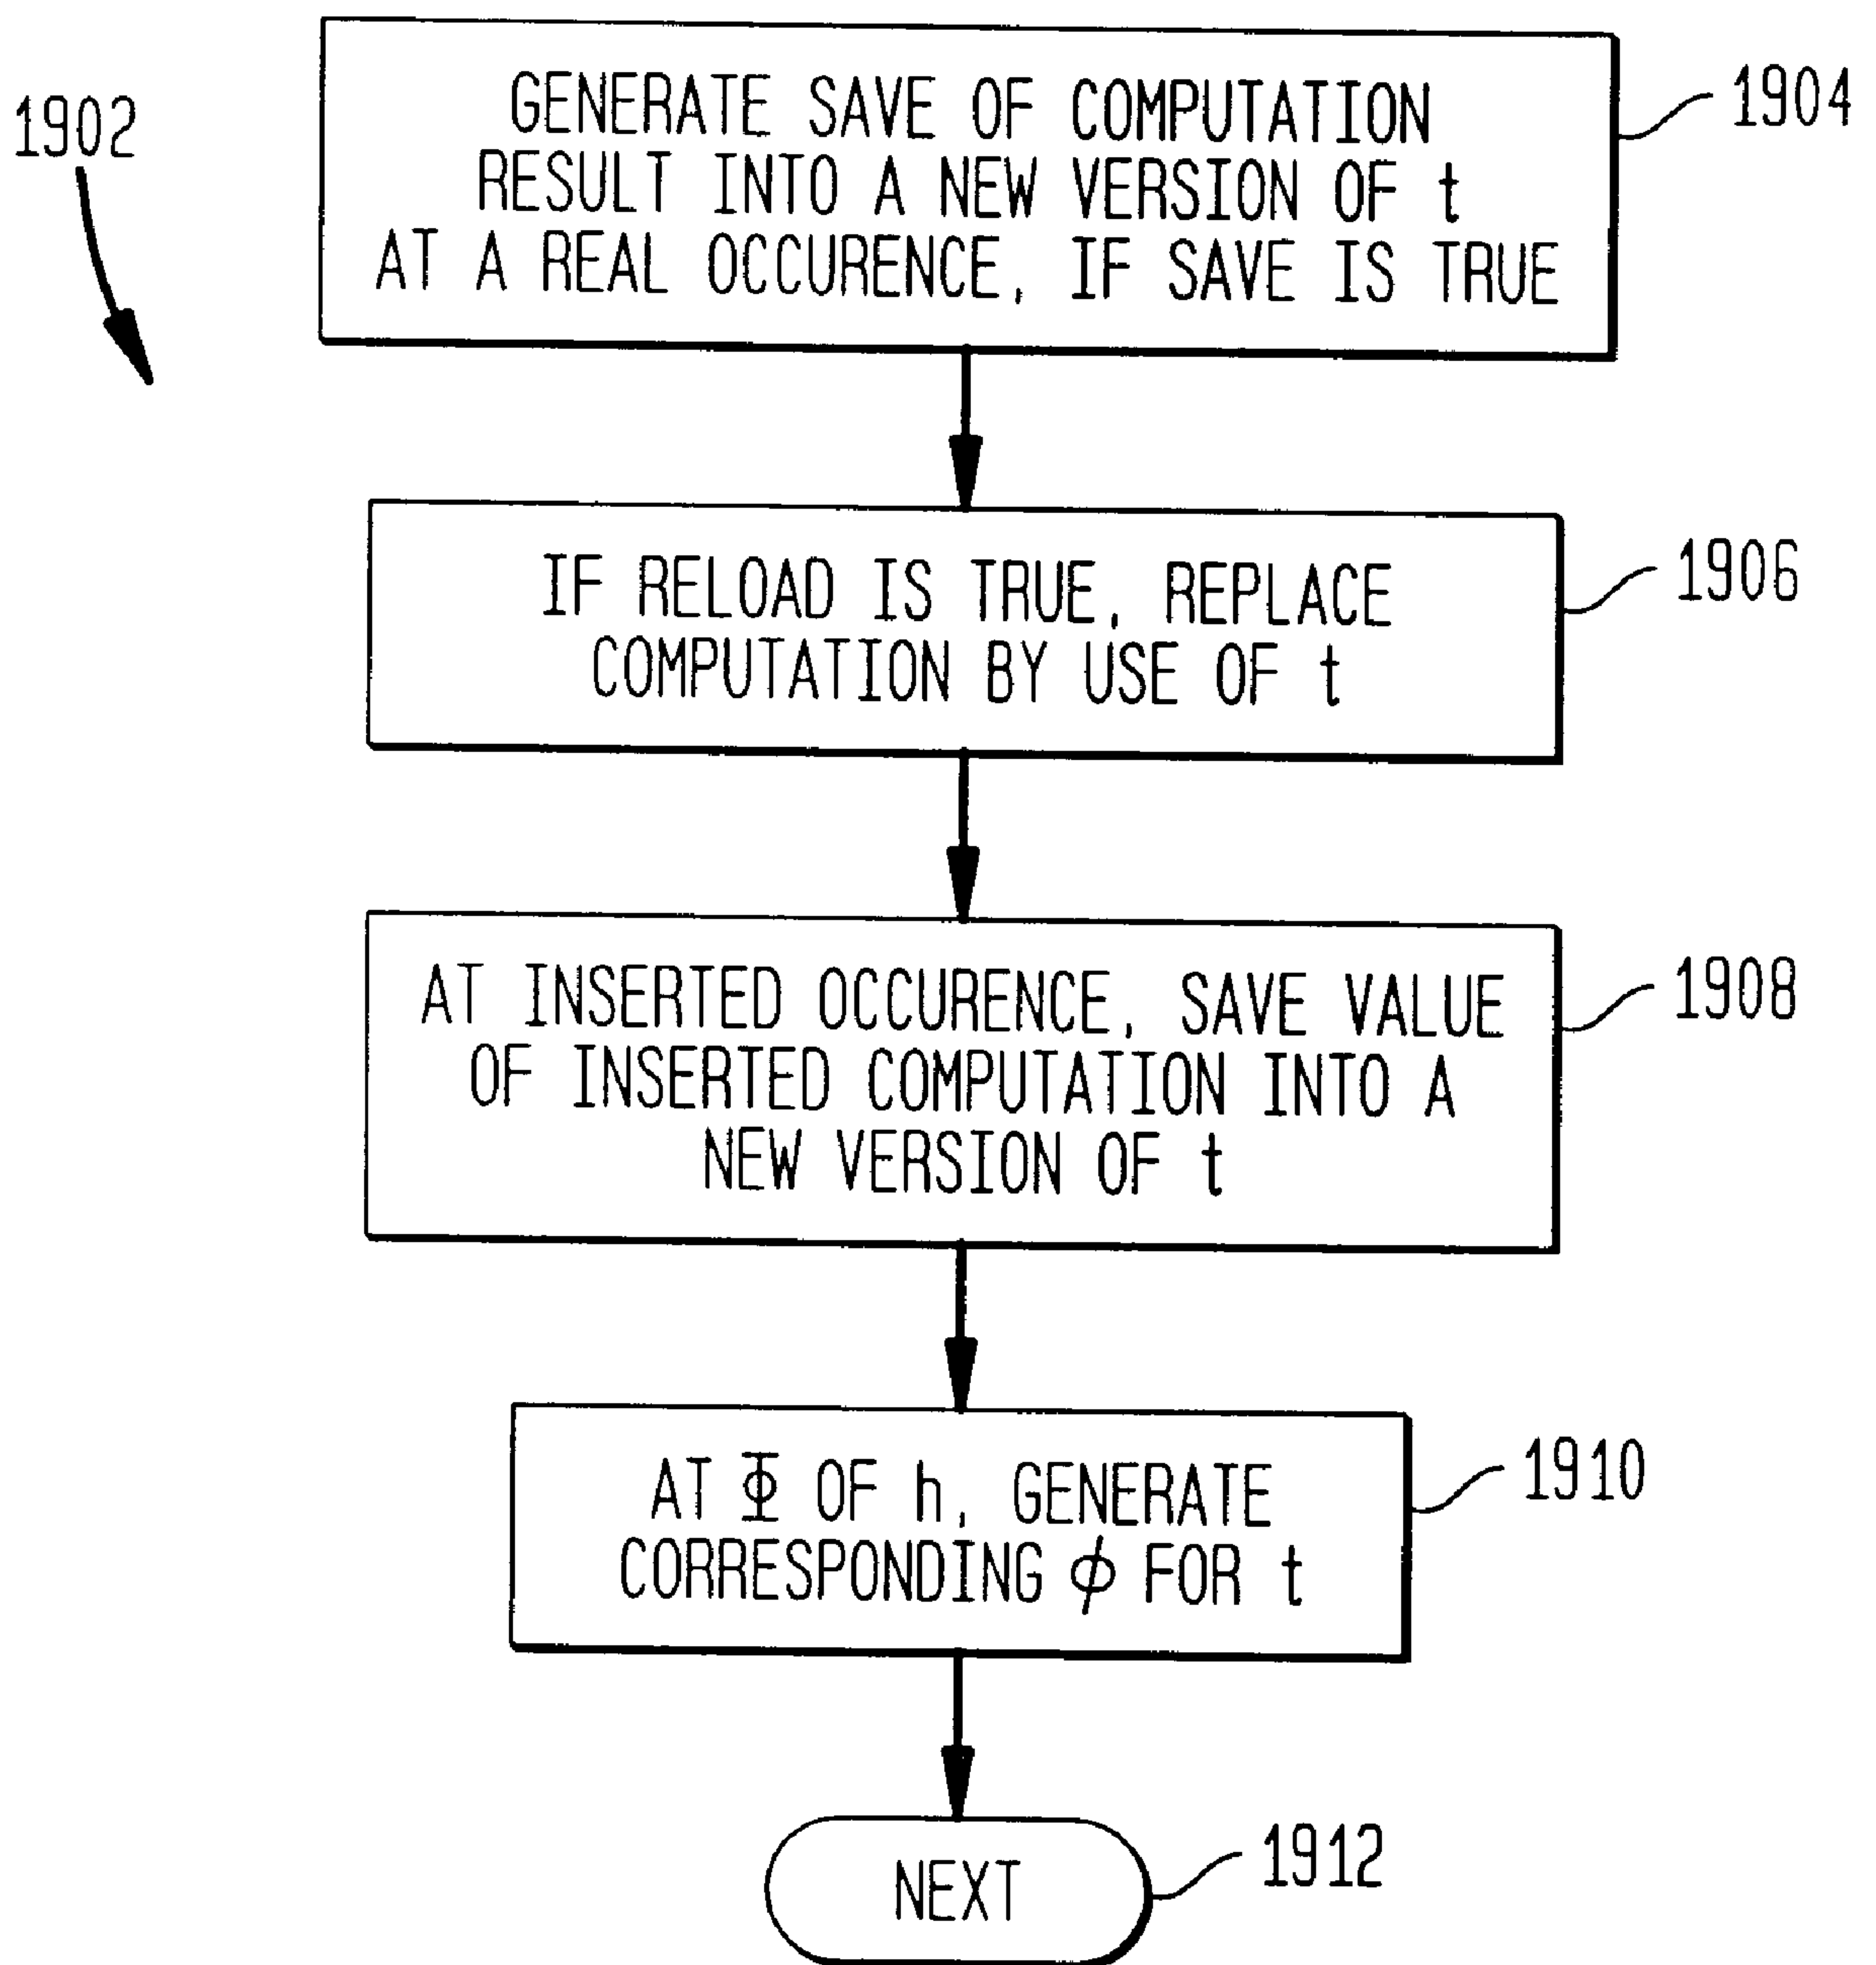 1902
GENERATE SAVE OF COMPUTATION
RESULT INTO A NEW VERSION OF t
AT A REAL OCCURENCE, IF SAVE IS TRUE
1904
IF RELOAD IS TRUE, REPLACE
COMPUTATION BY USE OF t
1906
AT INSERTED OCCURENCE, SAVE VALUE
OF INSERTED COMPUTATION INTO A
NEW VERSION OF t
1908
AT Φ OF h, GENERATE
CORRESPONDING ϕ FOR t
1910
NEXT
1912